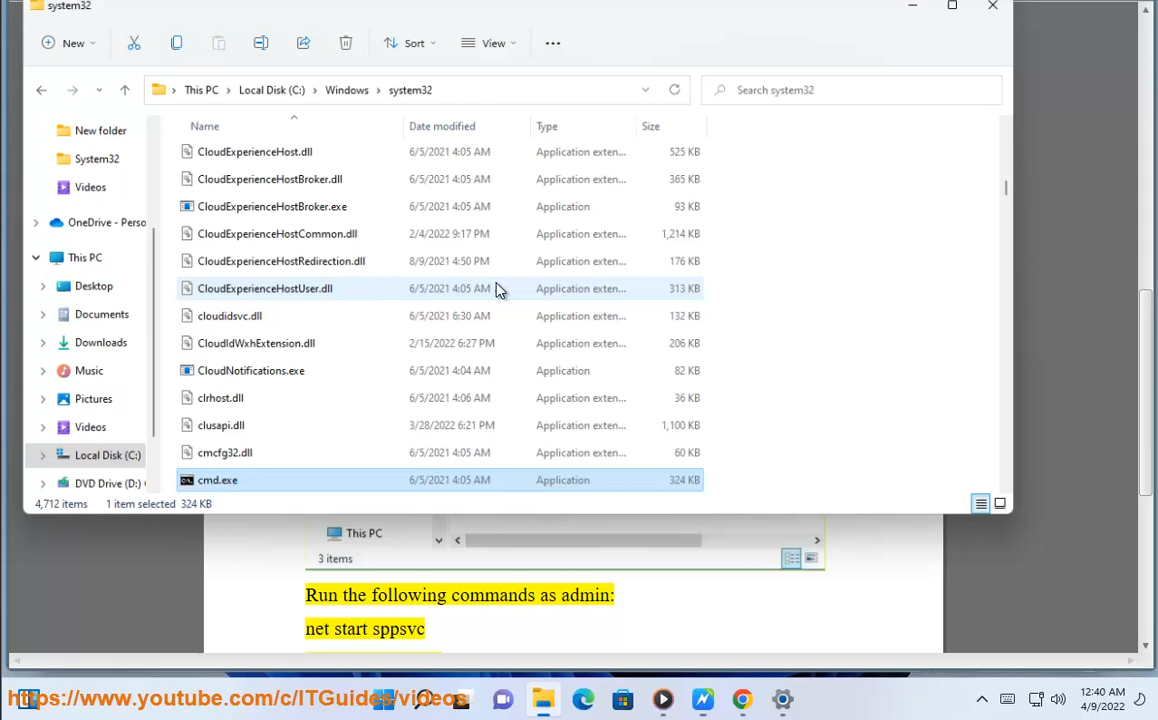 system32
New
Sort
View
This PC
Local Disk (C:)
Windows
system32
Search system32
Name
Date modified
Type
Size
New folder
System32
Videos
OneDrive - Perso
This PC
Desktop
Documents
Downloads
Music
Pictures
Videos
Local Disk (C:)
DVD Drive (D:)
CloudExperienceHost.dll 6/5/2021 4:05 AM Application exten... 525 KB
CloudExperienceHostBroker.dll 6/5/2021 4:05 AM Application exten... 365 KB
CloudExperienceHostBroker.exe 6/5/2021 4:05 AM Application 93 KB
CloudExperienceHostCommon.dll 2/4/2022 9:17 PM Application exten... 1,214 KB
CloudExperienceHostRedirection.dll 8/9/2021 4:50 PM Application exten... 176 KB
CloudExperienceHostUser.dll 6/5/2021 4:05 AM Application exten... 313 KB
cloudidsvc.dll 6/5/2021 6:30 AM Application exten... 132 KB
CloudIdWxhExtension.dll 2/15/2022 6:27 PM Application exten... 206 KB
CloudNotifications.exe 6/5/2021 4:04 AM Application 82 KB
clrhost.dll 6/5/2021 4:06 AM Application exten... 36 KB
clusapi.dll 3/28/2022 6:21 PM Application exten... 1,100 KB
cmcfg32.dll 6/5/2021 4:05 AM Application exten... 60 KB
cmd.exe 6/5/2021 4:05 AM Application 324 KB
4,712 items 1 item selected 324 KB
This PC
3 items
Run the following commands as admin:
net start sppsvc
https://www.youtube.com/c/ITGuides/videos
12:40 AM
4/9/2022